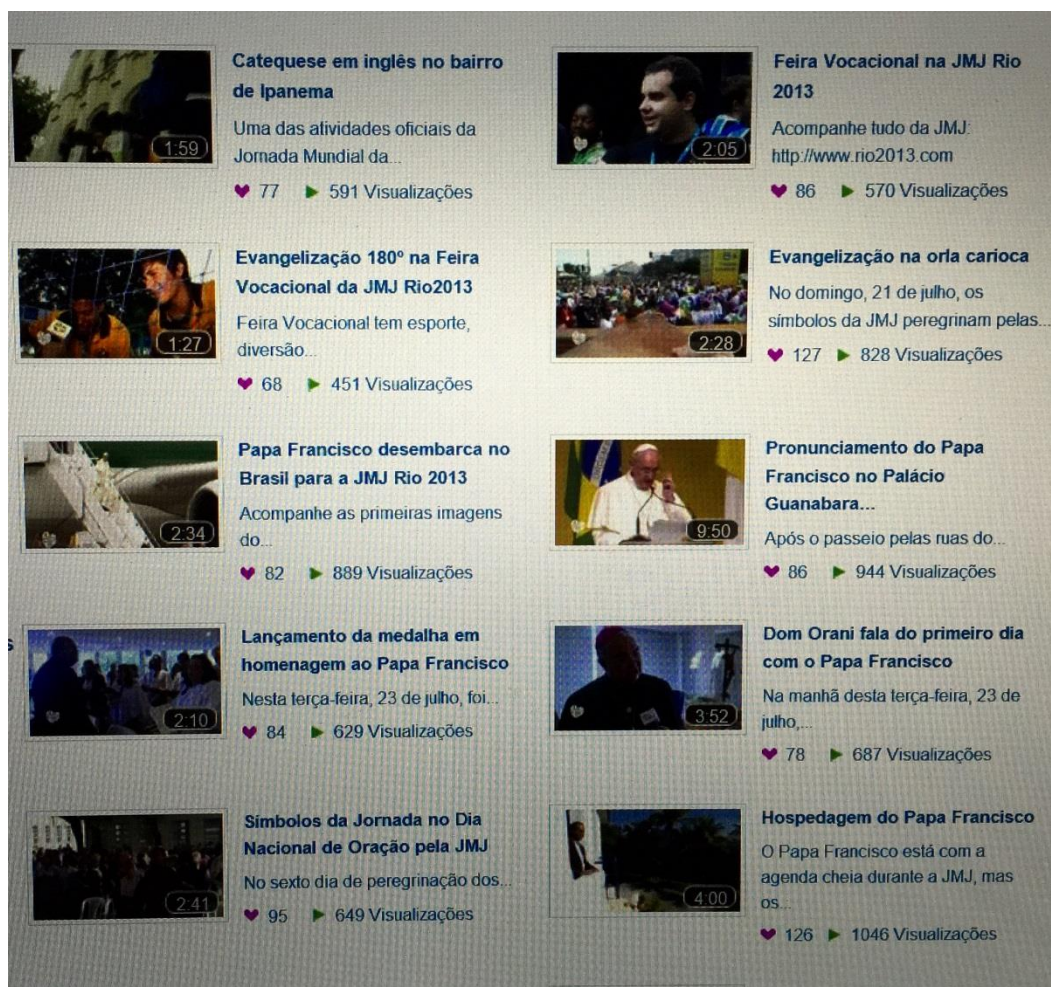 1:59
Catequese em inglês no bairro
de Ipanema
Uma das atividades oficiais da
Jornada Mundial da...
77 591 Visualizações
2:05
Feira Vocacional na JMJ Rio
2013
Acompanhe tudo da JMJ:
http://www.rio2013.com
86 570 Visualizações
1:27
Evangelização 180º na Feira
Vocacional da JMJ Rio2013
Feira Vocacional tem esporte,
diversão...
68 451 Visualizações
2:28
Evangelização na orla carioca
No domingo, 21 de julho, os
símbolos da JMJ peregrinam pelas...
127 828 Visualizações
2:34
Papa Francisco desembarca no
Brasil para a JMJ Rio 2013
Acompanhe as primeiras imagens
do...
82 889 Visualizações
9:50
Pronunciamento do Papa
Francisco no Palácio
Guanabara...
Após o passeio pelas ruas do...
86 944 Visualizações
s
2:10
Lançamento da medalha em
homenagem ao Papa Francisco
Nesta terça-feira, 23 de julho, foi...
84 629 Visualizações
3:52
Dom Orani fala do primeiro dia
com o Papa Francisco
Na manhã desta terça-feira, 23 de
julho,...
78 687 Visualizações
2:41
Símbolos da Jornada no Dia
Nacional de Oração pela JMJ
No sexto dia de peregrinação dos...
95 649 Visualizações
4:00
Hospedagem do Papa Francisco
O Papa Francisco está com a
agenda cheia durante a JMJ, mas
os...
126 1046 Visualizações